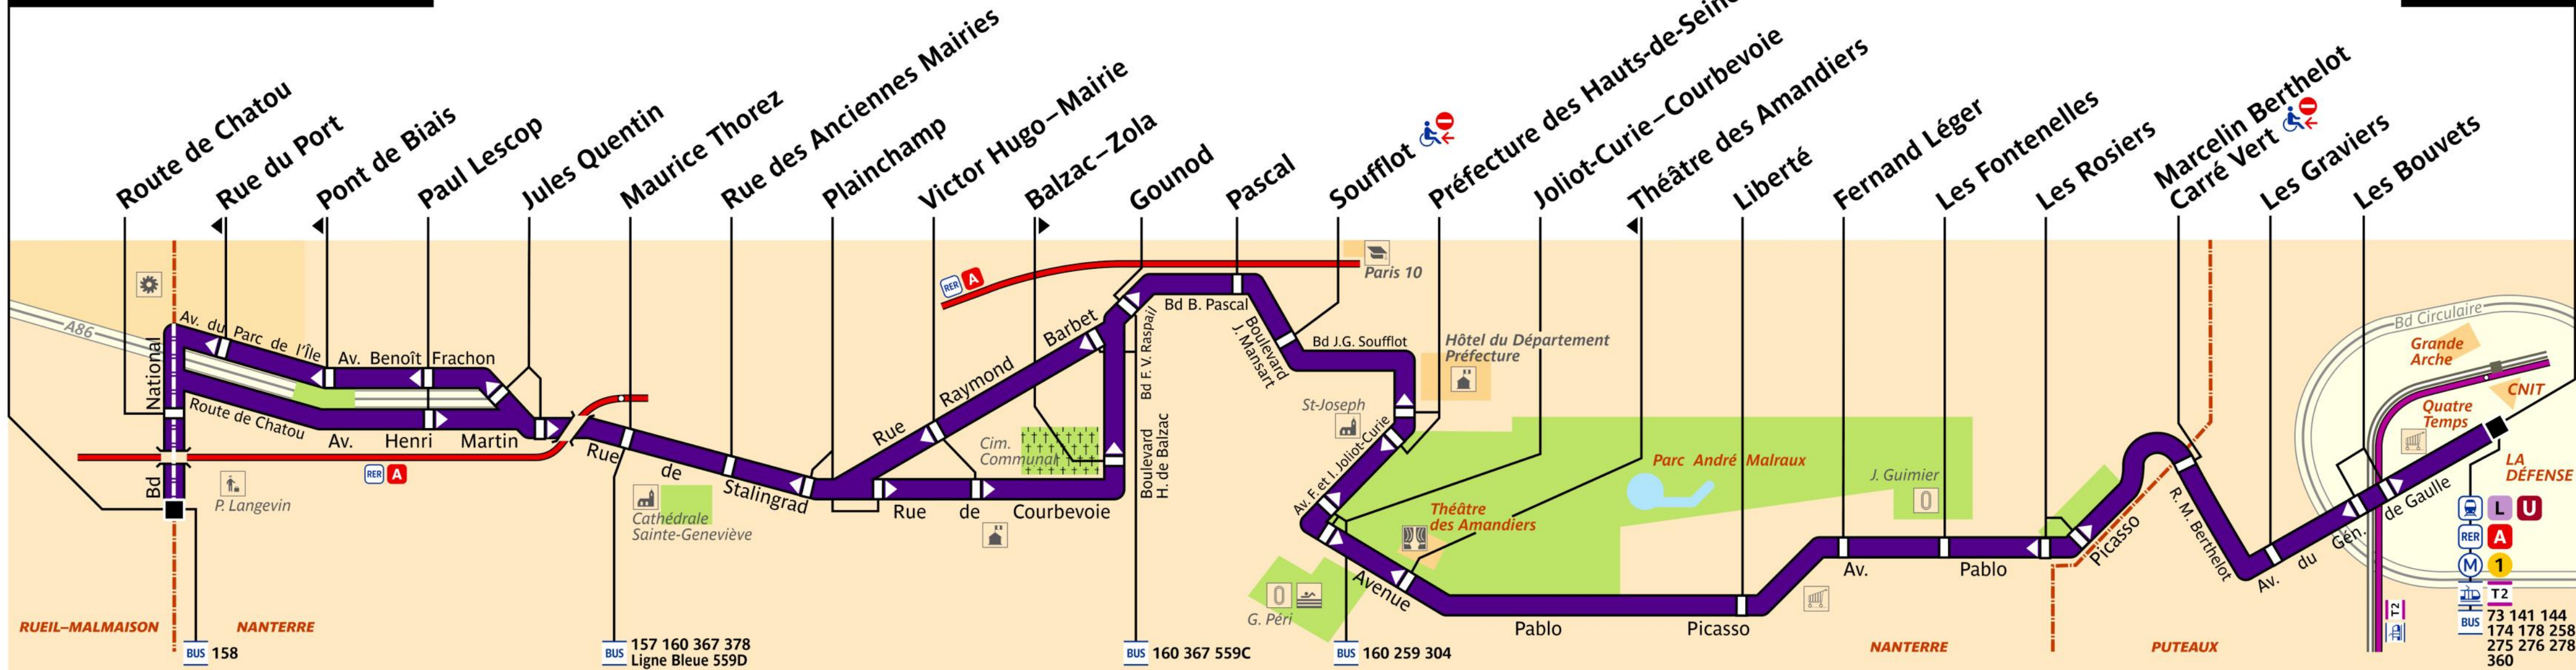 Route de Chatou
Rue du Port
Pont de Biais
Paul Lescop
Jules Quentin
Maurice Thorez
Rue des Anciennes Mairies
Plainchamp
Victor Hugo–Mairie
Balzac–Zola
Gounod
Pascal
Soufflot
Préfecture des Hauts-de-Seine
Joliot-Curie–Courbevoie
Théâtre des Amandiers
Liberté
Fernand Léger
Les Fontenelles
Les Rosiers
Marcelin Berthelot
Carré Vert
Les Graviers
Les Bouvets
A86
Av. du Parc de l'Île
Av. Benoît Frachon
Bd National
Route de Chatou
Av. Henri Martin
RER A
P. Langevin
RUEIL–MALMAISON
NANTERRE
BUS 158
Rue de Stalingrad
Cathédrale
Sainte-Geneviève
BUS 157 160 367 378
Ligne Bleue 559D
Rue Raymond Barbet
RER A
Cim.
Communal
Rue de Courbevoie
Boulevard
H. de Balzac
Bd F. V. Raspail
BUS 160 367 559C
Bd B. Pascal
Boulevard
J. Mansart
Paris 10
Bd J.G. Soufflot
Hôtel du Département
Préfecture
St-Joseph
Av. F. et I. Joliot-Curie
Théâtre
des Amandiers
Parc André Malraux
J. Guimier
G. Péri
BUS 160 259 304
Avenue Pablo Picasso
Av. Pablo Picasso
NANTERRE
PUTEAUX
R. M. Berthelot
Av. du Gén. de Gaulle
Bd Circulaire
Grande
Arche
CNIT
Quatre
Temps
LA
DÉFENSE
T2
L U
RER A
M 1
T2
BUS 73 141 144
174 178 258
275 276 278
360